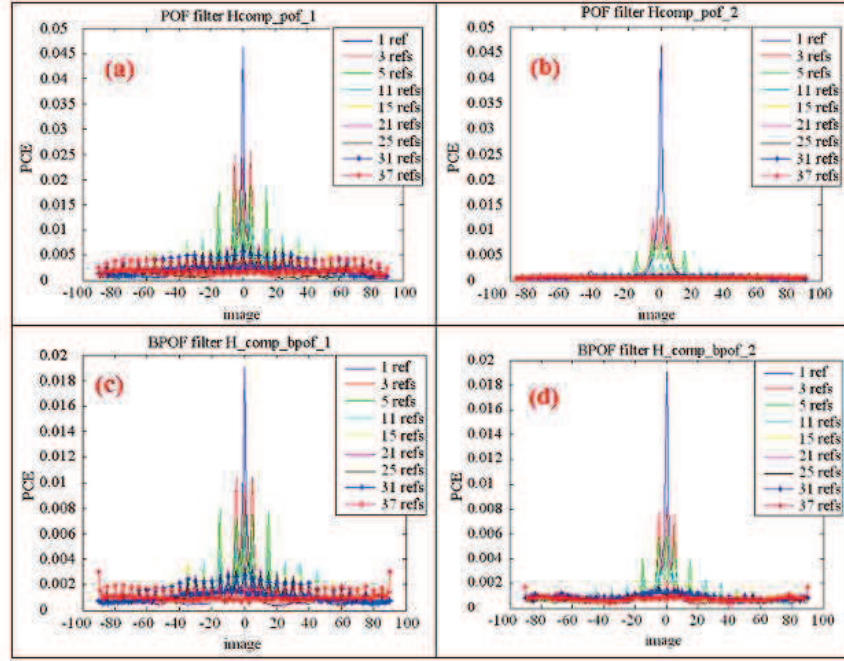 POF filter Hcomp_pof_1
(a)
PCE
0.05
0.045
0.04
0.035
0.03
0.025
0.02
0.015
0.01
0.005
0
-100 -80 -60 -40 -20 0 20 40 60 80 100
image
1 ref
3 refs
5 refs
11 refs
15 refs
21 refs
25 refs
31 refs
37 refs
POF filter Hcomp_pof_2
(b)
PCE
0.05
0.045
0.04
0.035
0.03
0.025
0.02
0.015
0.01
0.005
0
-100 -80 -60 -40 -20 0 20 40 60 80 100
image
1 ref
3 refs
5 refs
11 refs
15 refs
21 refs
25 refs
31 refs
37 refs
BPOF filter H_comp_bpof_1
(c)
PCE
0.02
0.018
0.016
0.014
0.012
0.01
0.008
0.006
0.004
0.002
0
-100 -80 -60 -40 -20 0 20 40 60 80 100
image
1 ref
3 refs
5 refs
11 refs
15 refs
21 refs
25 refs
31 refs
37 refs
BPOF filter H_comp_bpof_2
(d)
PCE
0.02
0.018
0.016
0.014
0.012
0.01
0.008
0.006
0.004
0.002
0
-100 -80 -60 -40 -20 0 20 40 60 80 100
image
1 ref
3 refs
5 refs
11 refs
15 refs
21 refs
25 refs
31 refs
37 refs